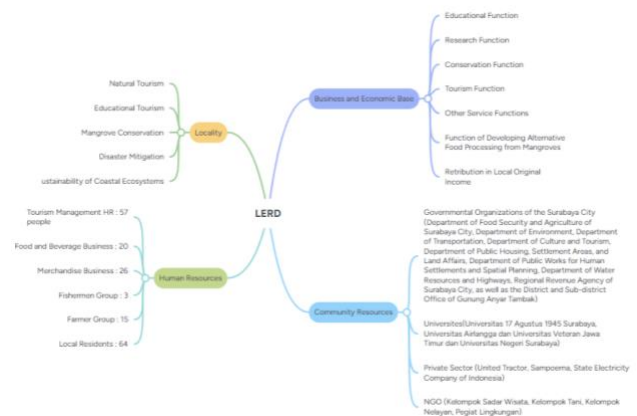 LERD
Locality
Natural Tourism
Educational Tourism
Mangrove Conservation
Disaster Mitigation
ustainability of Coastal Ecosystems
Human Resources
Tourism Management HR : 57
people
Food and Beverage Business : 20
Merchandise Business : 26
Fishermen Group : 3
Farmer Group : 15
Local Residents : 64
Business and Economic Base
Educational Function
Research Function
Conservation Function
Tourism Function
Other Service Functions
Function of Developing Alternative
Food Processing from Mangroves
Retribution in Local Original
Income
Community Resources
Governmental Organizations of the Surabaya City
(Department of Food Security and Agriculture of
Surabaya City, Department of Environment, Department
of Transportation, Department of Culture and Tourism,
Department of Public Housing, Settlement Areas, and
Land Affairs, Department of Public Works for Human
Settlements and Spatial Planning, Department of Water
Resources and Highways, Regional Revenue Agency of
Surabaya City, as well as the District and Sub-district
Office of Gunung Anyar Tambak)
Universites(Universitas 17 Agustus 1945 Surabaya,
Universitas Airlangga dan Universitas Veteran Jawa
Timur dan Universitas Negeri Surabaya)
Private Sector (United Tractor, Sampoerna, State Electricity
Company of Indonesia)
NGO (Kelompok Sadar Wisata, Kelompok Tani, Kelompok
Nelayan, Pegiat Lingkungan)